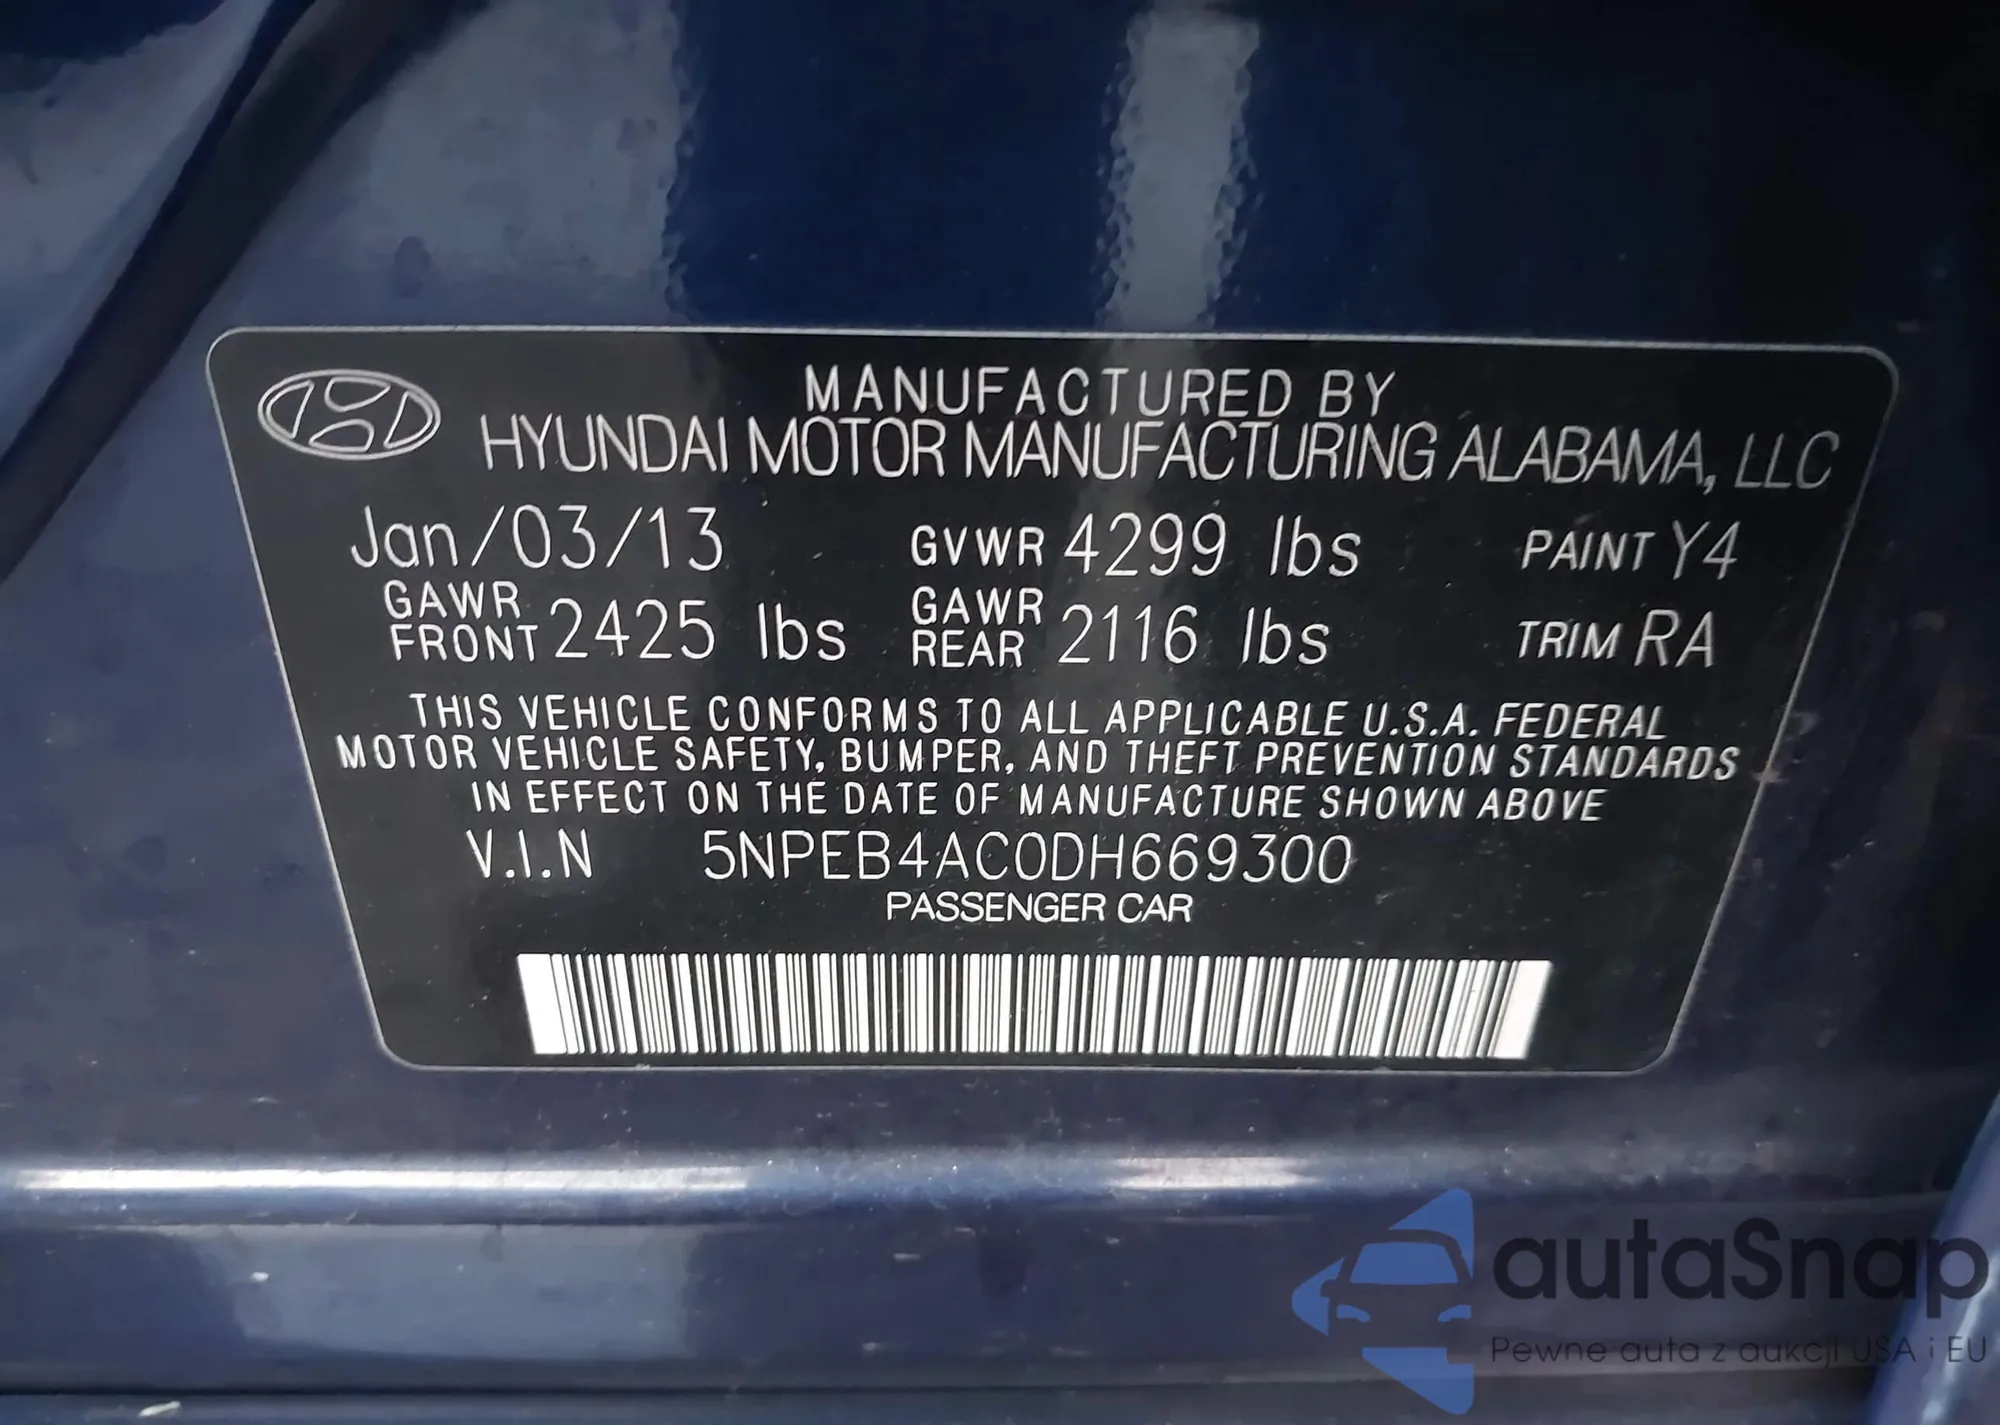 MANUFACTURED BY
HYUNDAI MOTOR MANUFACTURING ALABAMA, LLC
Jan/03/13 GVWR 4299 lbs PAINT Y4
GAWR FRONT 2425 lbs GAWR REAR 2116 lbs TRIM RA
THIS VEHICLE CONFORMS TO ALL APPLICABLE U.S.A. FEDERAL
MOTOR VEHICLE SAFETY, BUMPER, AND THEFT PREVENTION STANDARDS
IN EFFECT ON THE DATE OF MANUFACTURE SHOWN ABOVE
V.I.N 5NPEB4AC0DH669300
PASSENGER CAR
autaSnap
Pewne auta z aukcji USA i EU